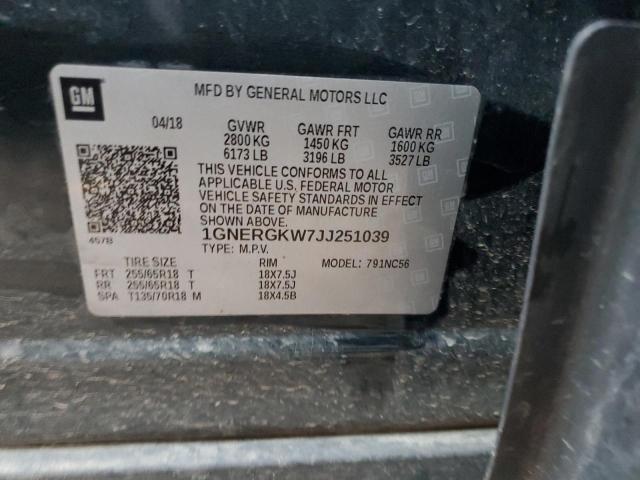 GM
MFD BY GENERAL MOTORS LLC
04/18 GVWR GAWR FRT GAWR RR
2800 KG 1450 KG 1600 KG
6173 LB 3196 LB 3527 LB
THIS VEHICLE CONFORMS TO ALL
APPLICABLE U.S. FEDERAL MOTOR
VEHICLE SAFETY STANDARDS IN EFFECT
ON THE DATE OF MANUFACTURE
SHOWN ABOVE.
457B 1GNERGKW7JJ251039
TYPE: M.P.V.
TIRE SIZE RIM MODEL: 791NC56
FRT 255/65R18 T 18X7.5J
RR 255/65R18 T 18X7.5J
SPA T135/70R18 M 18X4.5B